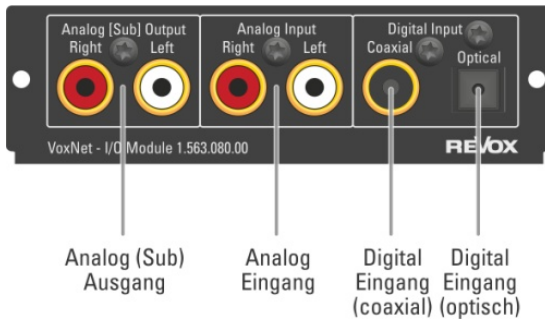 Analog [Sub] Output
Right Left
Analog Input
Right Left
Digital Input
Coaxial
Optical
VoxNet - I/O Module 1.563.080.00
REVOX
Analog (Sub)
Ausgang
Analog
Eingang
Digital
Eingang
(coaxial)
Digital
Eingang
(optisch)